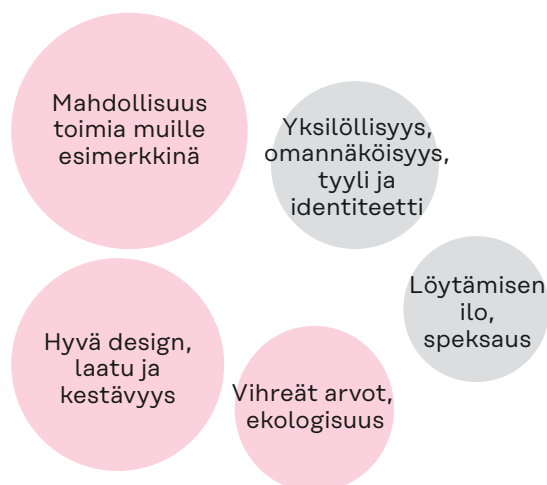 Mahdollisuus
toimia muille
esimerkkinä
Yksilöllisyys,
omannäköisyys,
tyyli ja
identiteetti
Löytämisen
ilo,
speksaus
Hyvä design,
laatu ja
kestävyys
Vihreät arvot,
ekologisuus